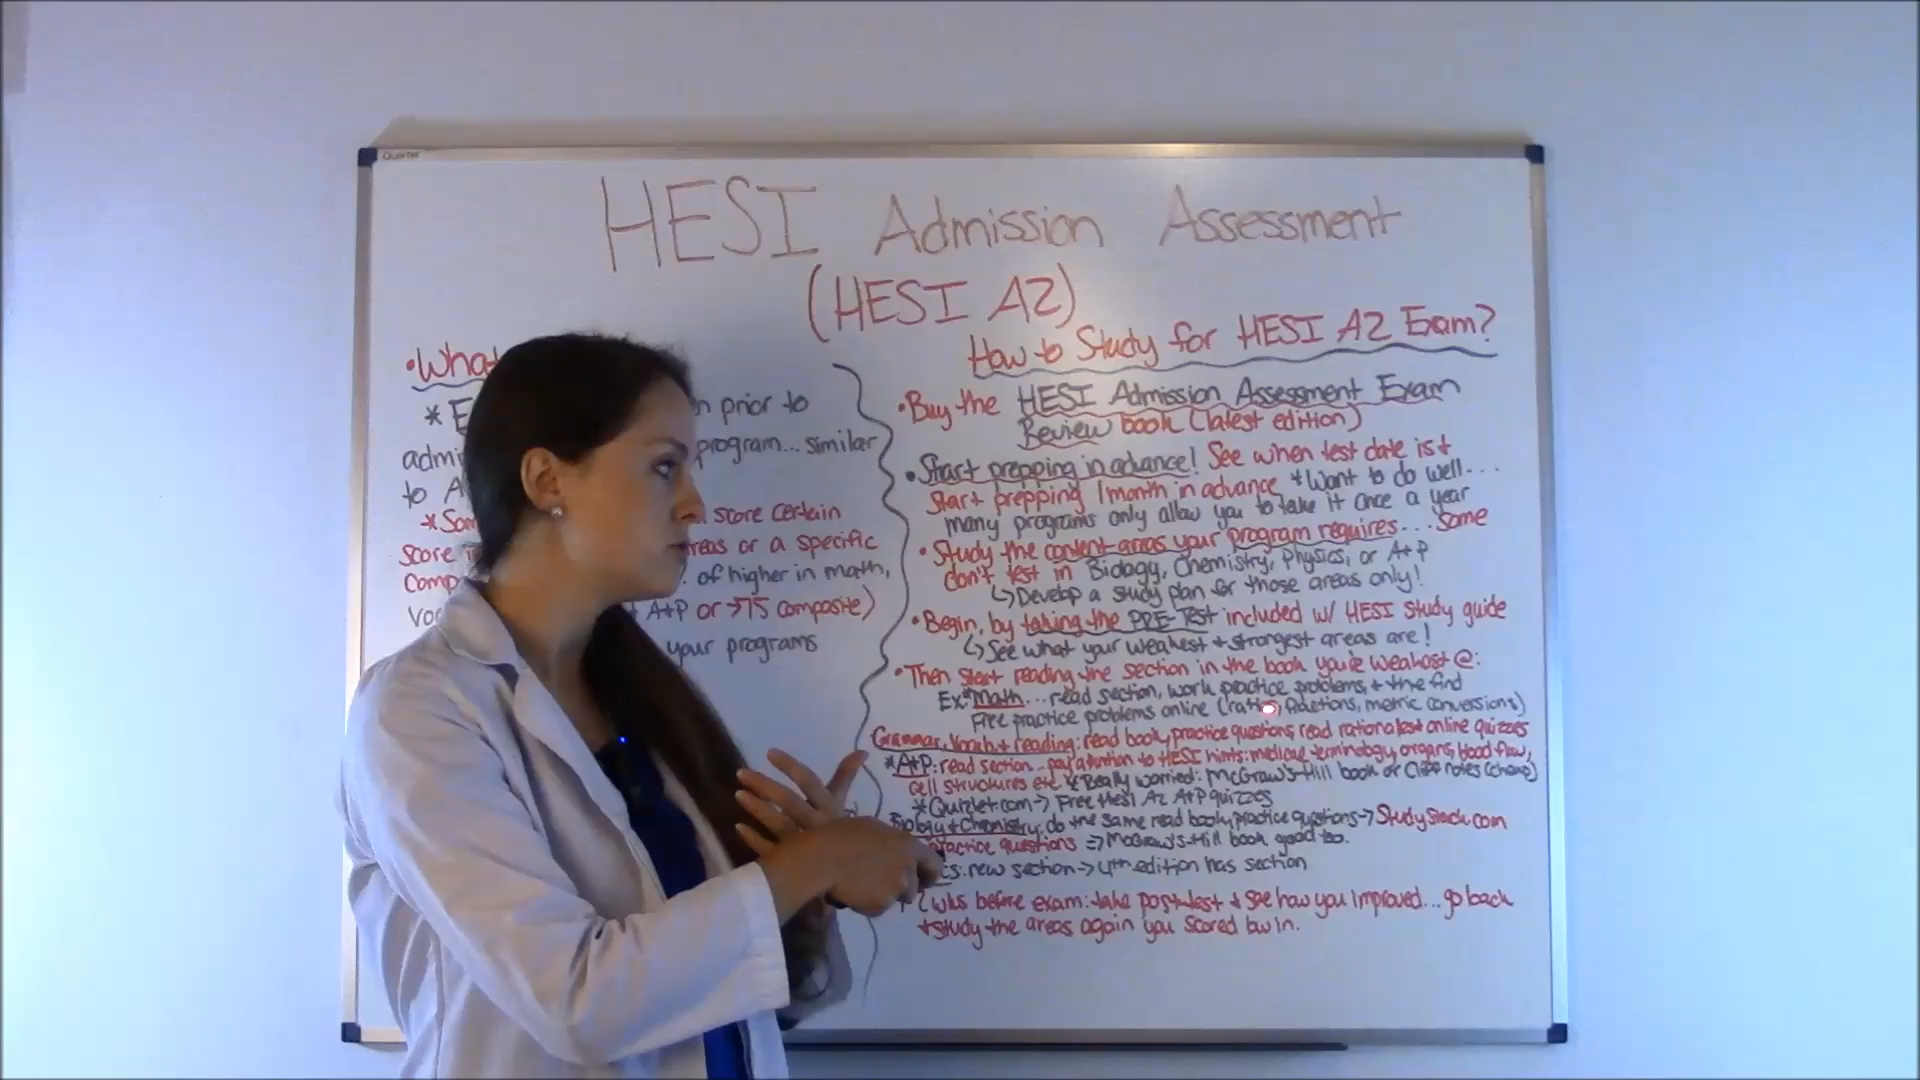 Quartet
HESI Admission Assessment
(HESI A2)
•What
* E
n prior to
admi
program... similar
to A
*Som
score certain
score
reas or a specific
comp
of higher in math,
Voc
A+P or >75 composite)
your programs
How to Study for HESI A2 Exam?
•Buy the HESI Admission Assessment Exam
Review book (latest edition)
•Start prepping in advance! See when test date is +
start prepping 1 month in advance *Want to do well...
many programs only allow you to take it once a year
•Study the content areas your program requires... Some
don't test in Biology, Chemistry, Physics, or A+P
↳Develop a study plan for those areas only!
•Begin by taking the PRE-Test included w/ HESI study guide
↳See what your weakest + strongest areas are!
•Then start reading the section in the book you're weakest @:
Ex:*Math... read section, work practice problems, + the find
Free practice problems online (ratios, fractions, metric conversions)
Grammar, Vocab, + reading: read book, practice questions, read rationales + online quizzes
*A+P: read section... pay attention to HESI hints: medical terminology, organs, blood flow,
cell structures etc. *Really worried: McGraw's-Hill book or Cliff notes (cheap)
*Quizlet.com-> Free Hesi A2 A+P quizzes
Biology + Chemistry: do the same read book, practice questions-> StudyStack.com
practice questions => McGraw's-Hill book good too.
cs: new section-> 4th edition has section
2 wks before exam: take post test + see how you improved... go back
+ study the areas again you scored low in.